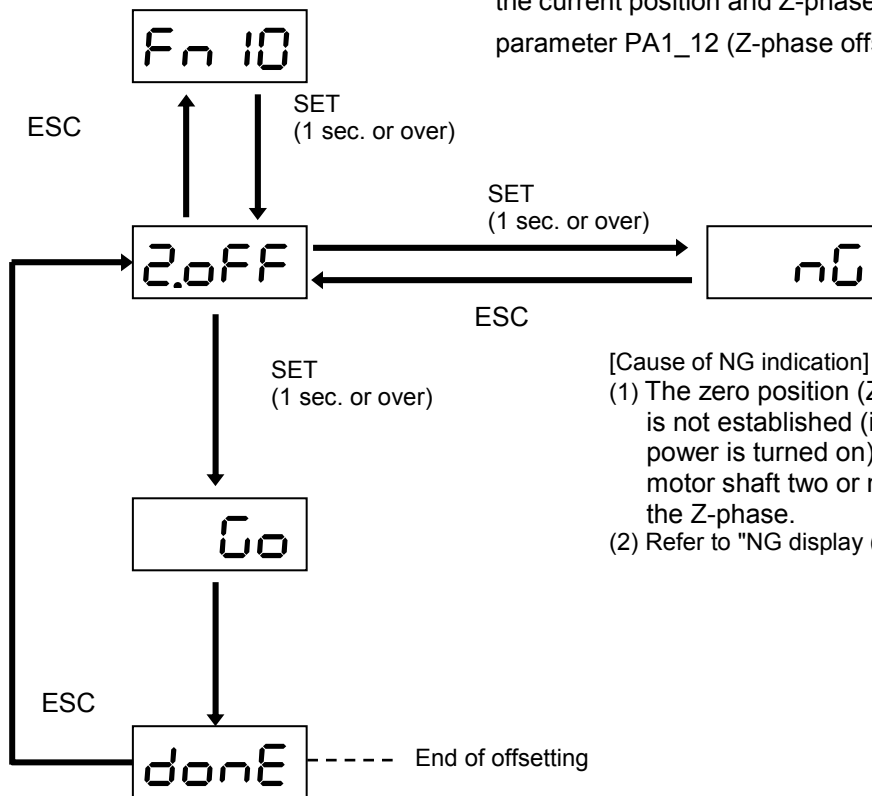 the current position and Z-phase
parameter PA1_12 (Z-phase
Fn 10
ESC
SET
(1 sec. or over)
SET
(1 sec. or over)
2.oFF
nG
ESC
SET
(1 sec. or over)
[Cause of NG indication]
(1) The zero position
is not established
power is turned on)
motor shaft two or
the Z-phase.
(2) Refer to "NG display
Go
ESC
donE
End of offsetting